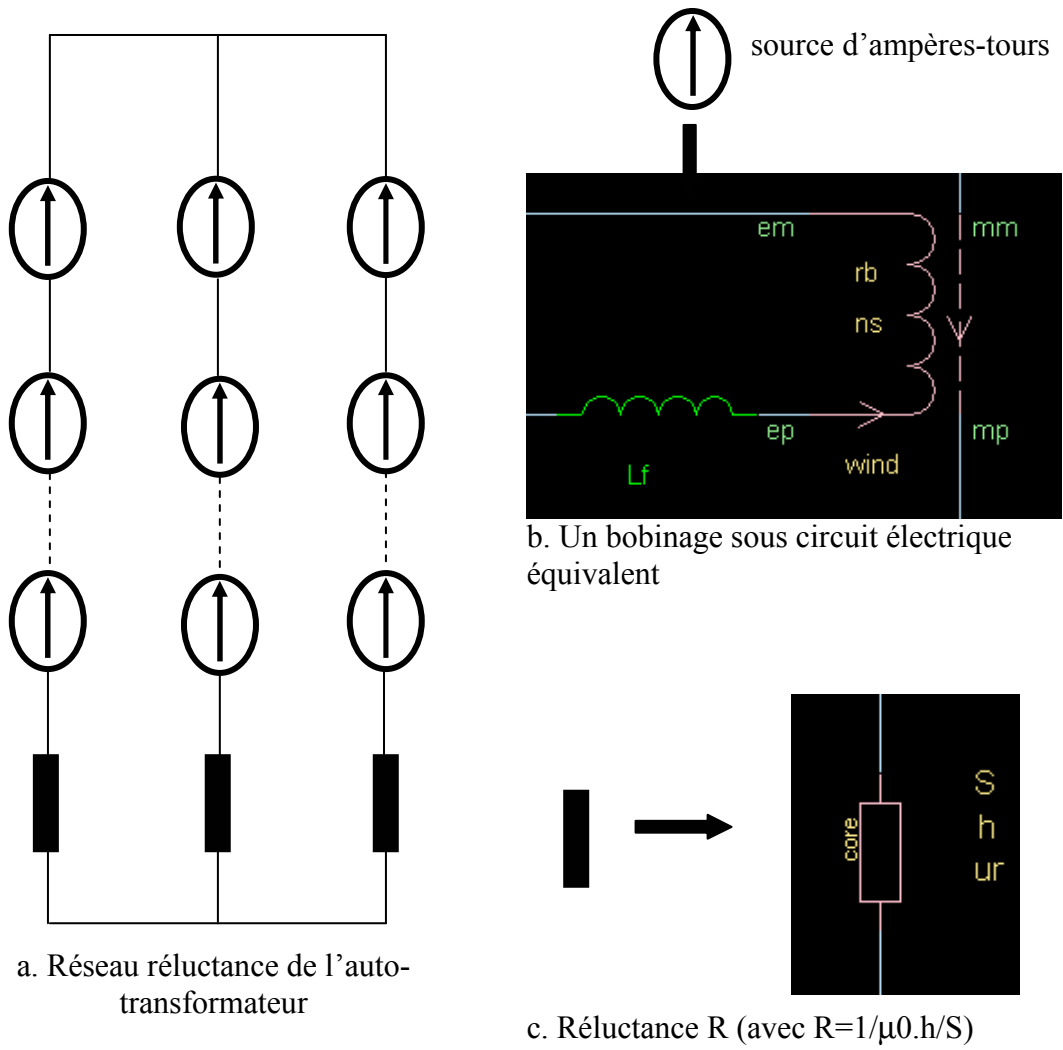 source d’ampères-tours
em
mm
rb
ns
ep
mp
wind
Lf
b. Un bobinage sous circuit électrique
équivalent
S
h
ur
core
a. Réseau réluctance de l’auto-
transformateur
c. Réluctance R (avec R=1/μ0.h/S)